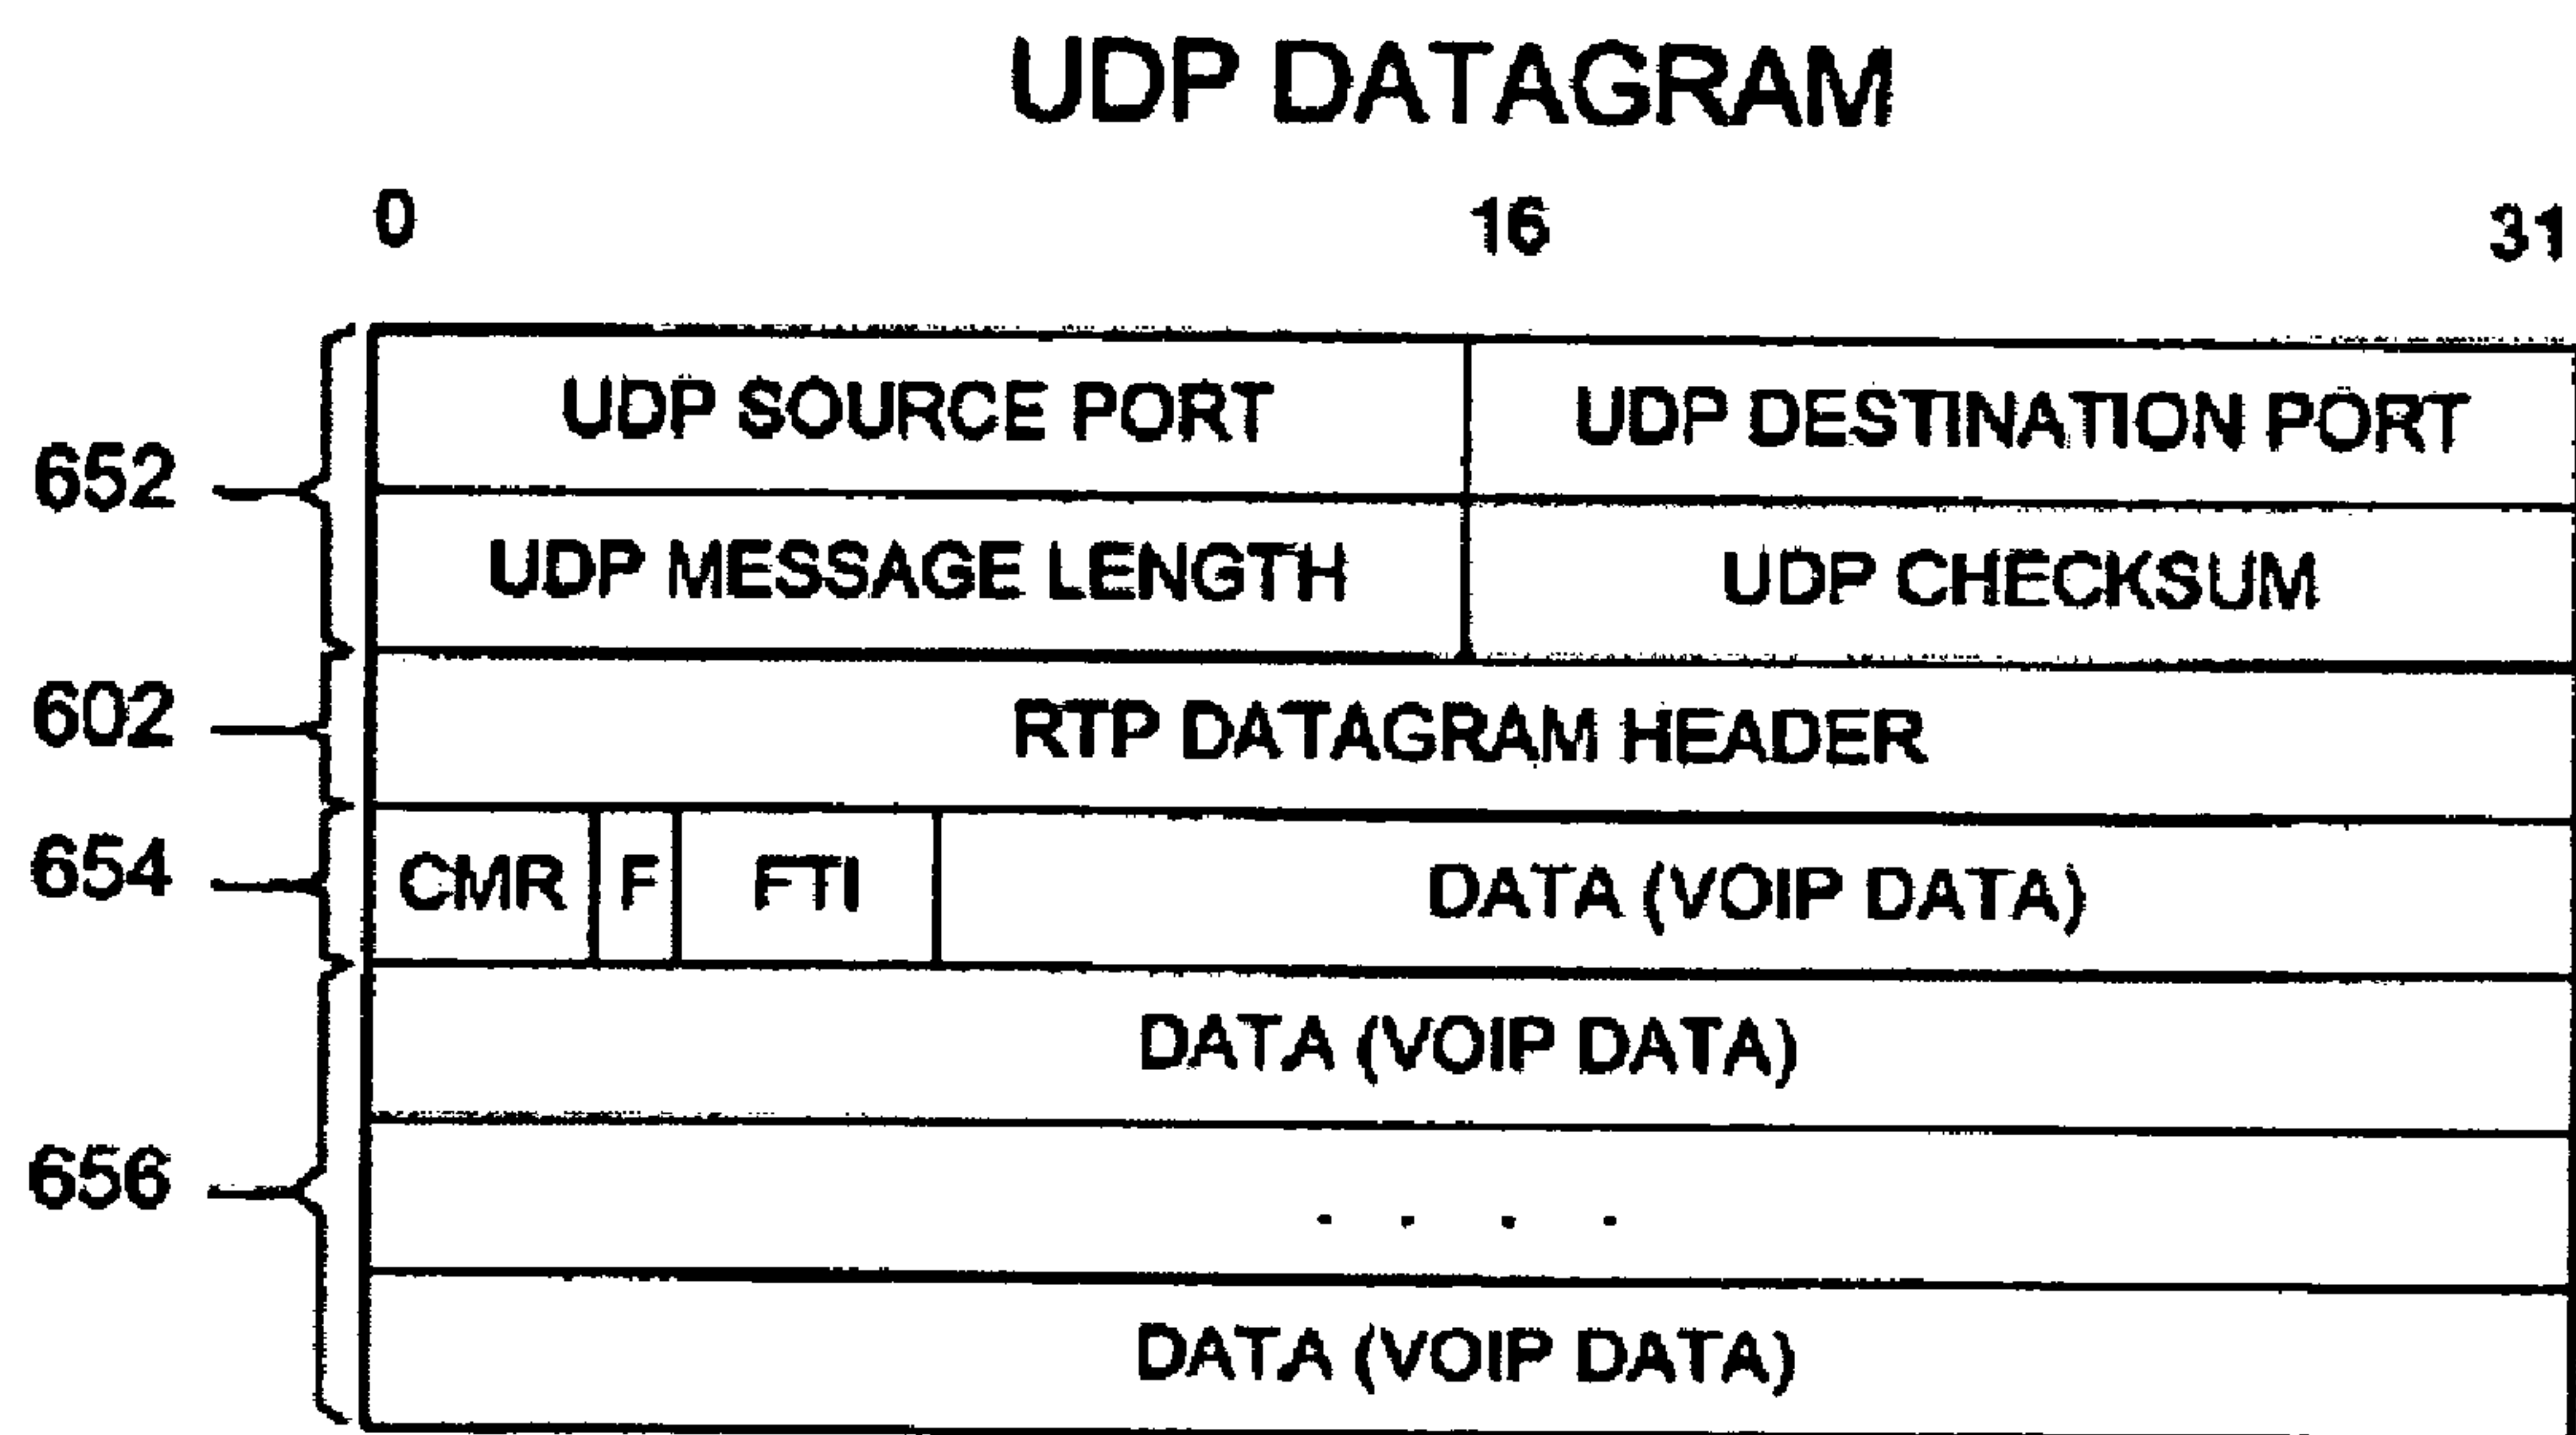 UDP DATAGRAM
0 16 31
652
UDP SOURCE PORT UDP DESTINATION PORT
UDP MESSAGE LENGTH UDP CHECKSUM
602
RTP DATAGRAM HEADER
654
CMR F FTI DATA (VOIP DATA)
656
DATA (VOIP DATA)
. . . .
DATA (VOIP DATA)